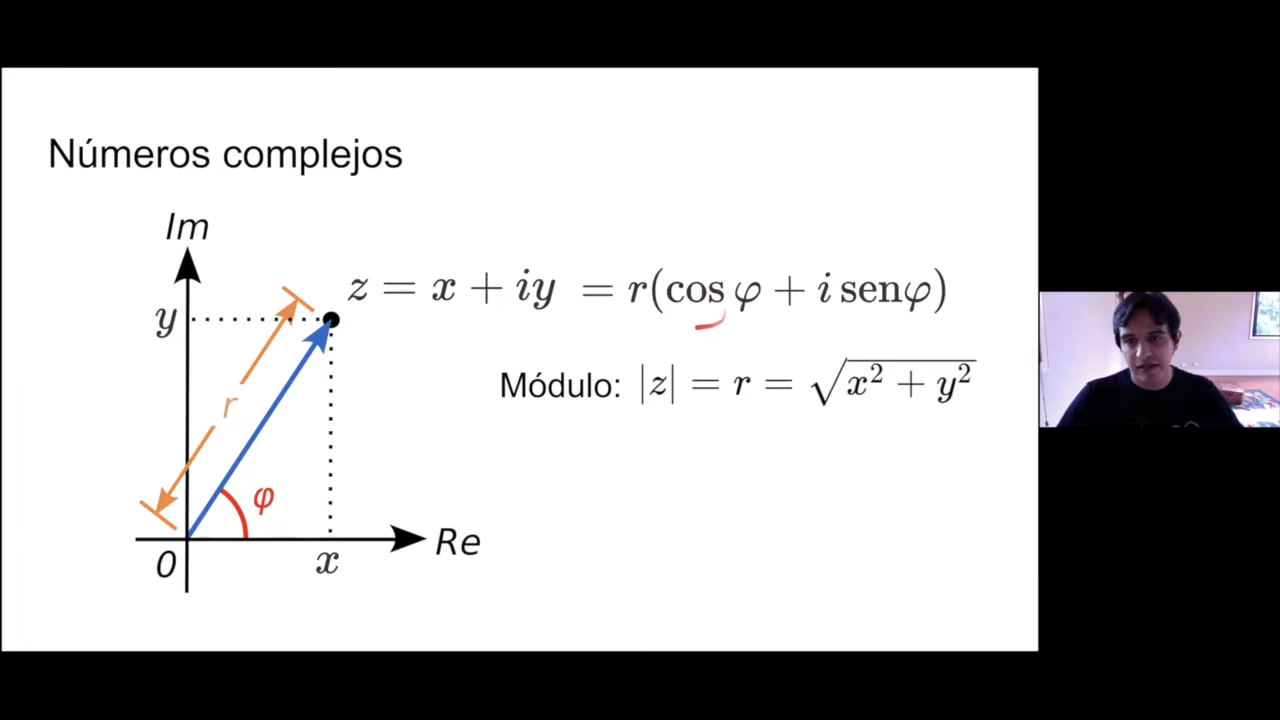 Números complejos
Im
z = x + iy = r(cos φ + i senφ)
y
Módulo: |z| = r = √x² + y²
r
φ
Re
0
x